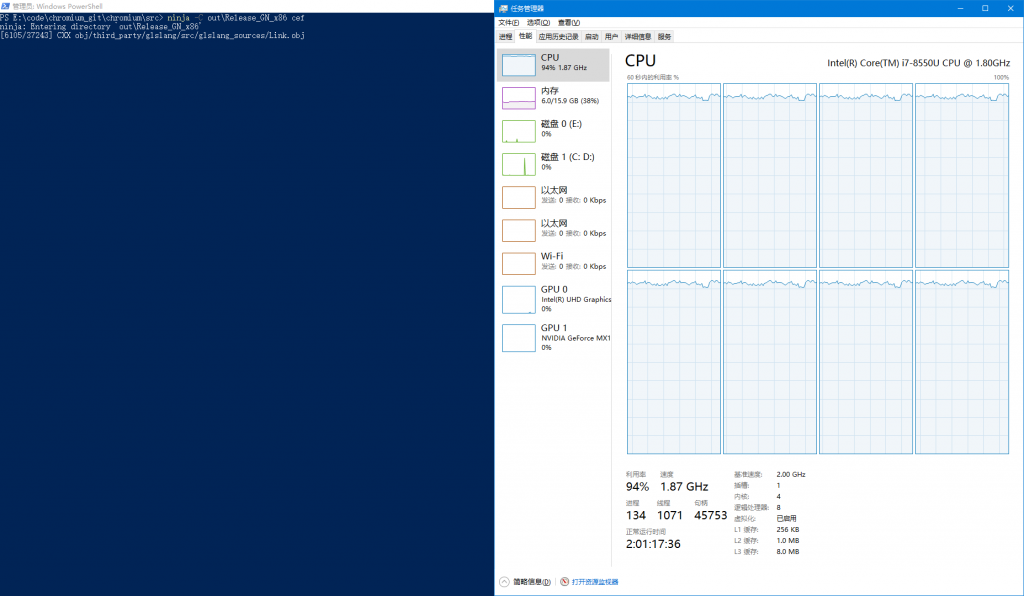 管理员: Windows PowerShell
PS E:\code\chromium_git\chromium\src> ninja -C out\Release_GN_x86 cef
ninja: Entering directory `out\Release_GN_x86'
[6105/37243] CXX obj/third_party/glslang/src/glslang_sources/Link.obj
任务管理器
文件(F) 选项(O) 查看(V)
进程 性能 应用历史记录 启动 用户 详细信息 服务
CPU
94% 1.87 GHz
内存
6.0/15.9 GB (38%)
磁盘 0 (E:)
0%
磁盘 1 (C: D:)
0%
以太网
发送: 0 接收: 0 Kbps
以太网
发送: 0 接收: 0 Kbps
Wi-Fi
发送: 0 接收: 0 Kbps
GPU 0
Intel(R) UHD Graphics
0%
GPU 1
NVIDIA GeForce MX1
0%
CPU
Intel(R) Core(TM) i7-8550U CPU @ 1.80GHz
60 秒内的利用率 %
100%
利用率 速度
94% 1.87 GHz
进程 线程 句柄
134 1071 45753
正常运行时间
2:01:17:36
基准速度: 2.00 GHz
插槽: 1
内核: 4
逻辑处理器: 8
虚拟化: 已启用
L1 缓存: 256 KB
L2 缓存: 1.0 MB
L3 缓存: 8.0 MB
简略信息(D) 打开资源监视器